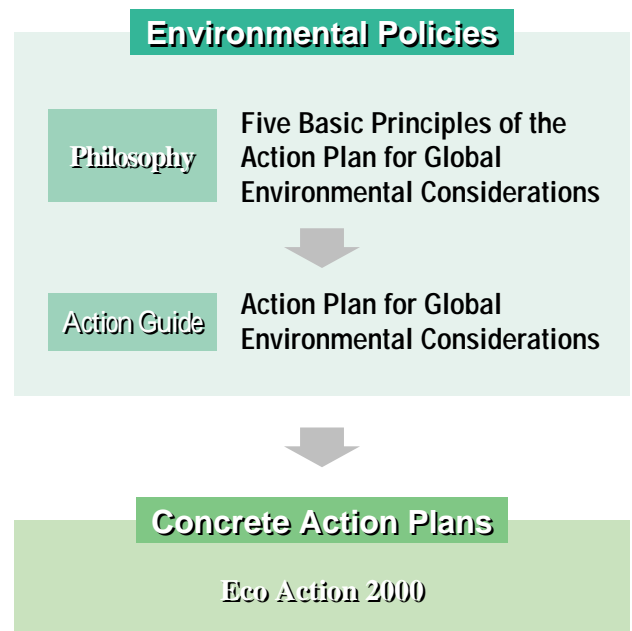 Environmental Policies
Philosophy
Five Basic Principles of the
Action Plan for Global
Environmental Considerations
Action Guide
Action Plan for Global
Environmental Considerations
Concrete Action Plans
Eco Action 2000